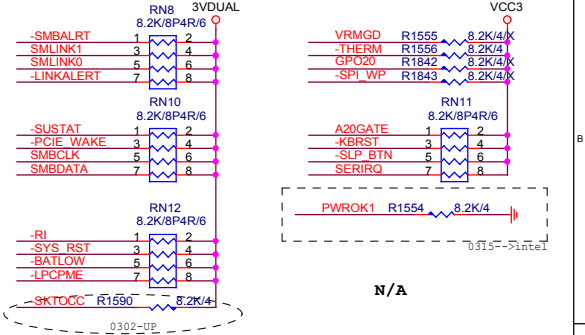 RN8 3VDUAL
8.2K/8P4R/6
-SMBALRT 1 2
SMLINK1 3 4
SMLINK0 5 6
-LINKALERT 7 8
RN10
8.2K/8P4R/6
-SUSTAT 1 2
-PCIE_WAKE 3 4
SMBCLK 5 6
SMBDATA 7 8
RN12
8.2K/8P4R/6
-RI 1 2
-SYS_RST 3 4
-BATLOW 5 6
-LPCPME 7 8
-SKTOCC R1590 8.2K/4
0302-UP
VCC3
VRMGD R1555 8.2K/4/X
-THERM R1556 8.2K/4
GPO20 R1842 8.2K/4/X
-SPI_WP R1843 8.2K/4/X
RN11
8.2K/8P4R/6
A20GATE 1 2
-KBRST 3 4
-SLP_BTN 5 6
SERIRQ 7 8
PWROK1 R1554 8.2K/4
0315-->intel
N/A
B